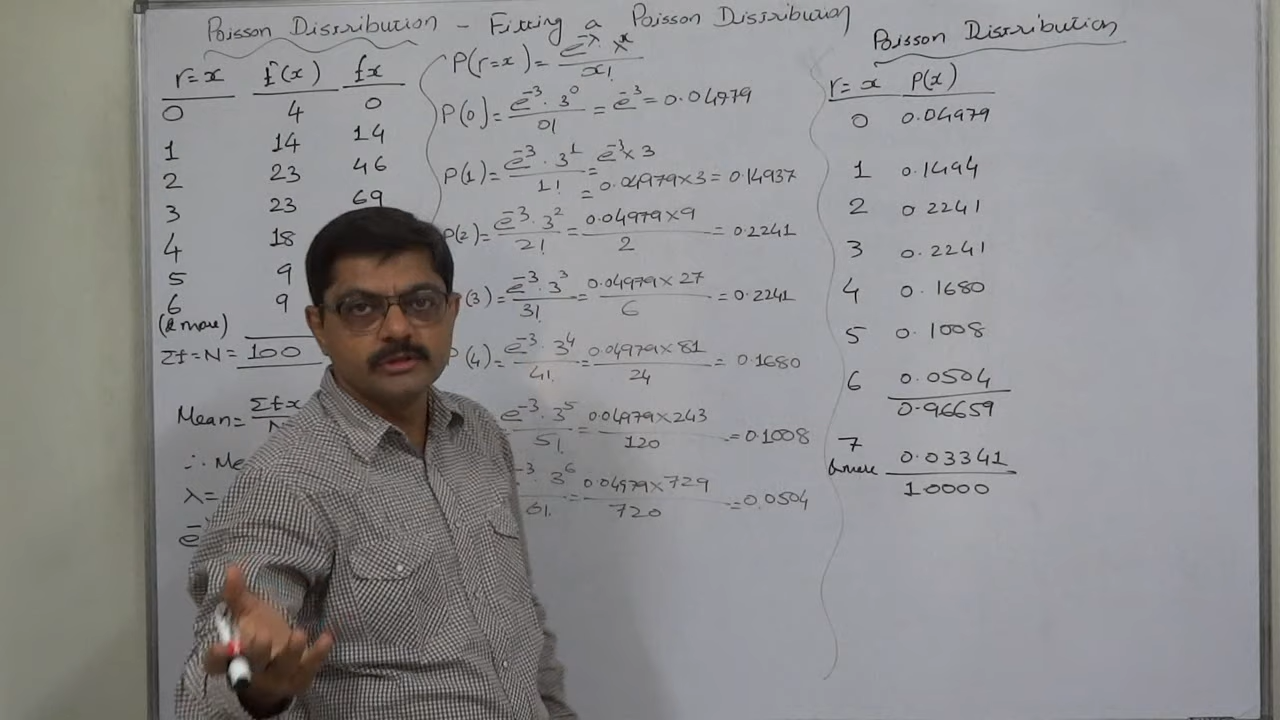 Poisson Disstribution - Fitting a Poisson Disstribution
r=x f(x) fx
0 4 0
1 14 14
2 23 46
3 23 69
4 18
5 9
6 9
(& more)
Σf=N= 100
Mean= Σfx
λ=
P(r=x) = e^-λ λ^x / x!
P(0)= e^-3 · 3^0 / 0! = e^-3 = 0.04979
P(1)= e^-3 · 3^1 / 1! = e^-3 x 3
= 0.04979x3 = 0.14937
P(2)= e^-3 · 3^2 / 2! = 0.04979x9 / 2 = 0.2241
(3)= e^-3 · 3^3 / 3! = 0.04979x27 / 6 = 0.2241
(4)= e^-3 · 3^4 / 4! = 0.04979x81 / 24 = 0.1680
e^-3 · 3^5 / 5! = 0.04979x243 / 120 = 0.1008
-3 · 3^6 / 6! = 0.04979x729 / 720 = 0.0504
Poisson Disstribution
r=x P(x)
0 0.04979
1 0.1494
2 0.2241
3 0.2241
4 0.1680
5 0.1008
6 0.0504
0.96659
7 & more 0.03341
1.0000